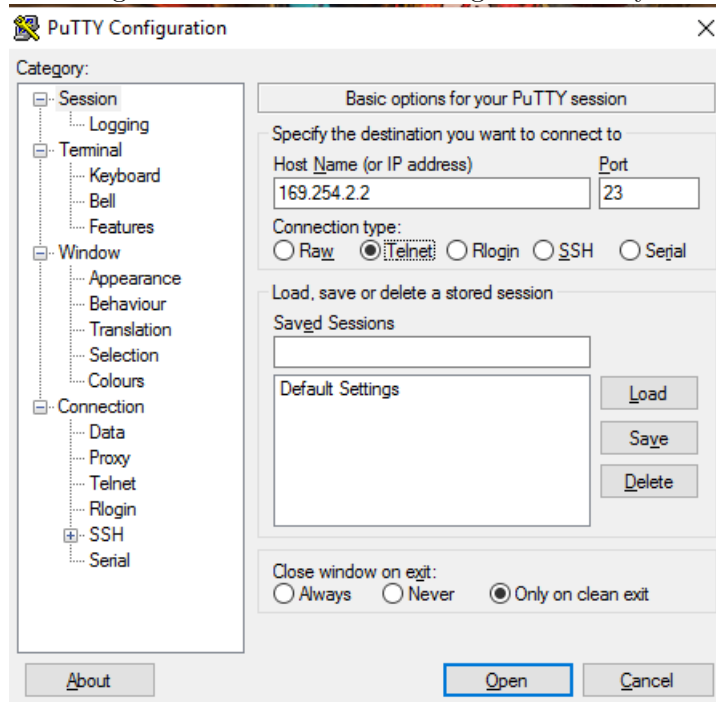 PuTTY Configuration
Category:
Session
Logging
Terminal
Keyboard
Bell
Features
Window
Appearance
Behaviour
Translation
Selection
Colours
Connection
Data
Proxy
Telnet
Rlogin
SSH
Serial
Basic options for your PuTTY session
Specify the destination you want to connect to
Host Name (or IP address) Port
169.254.2.2 23
Connection type:
Raw Telnet Rlogin SSH Serial
Load, save or delete a stored session
Saved Sessions
Default Settings
Load
Save
Delete
Close window on exit:
Always Never Only on clean exit
About Open Cancel